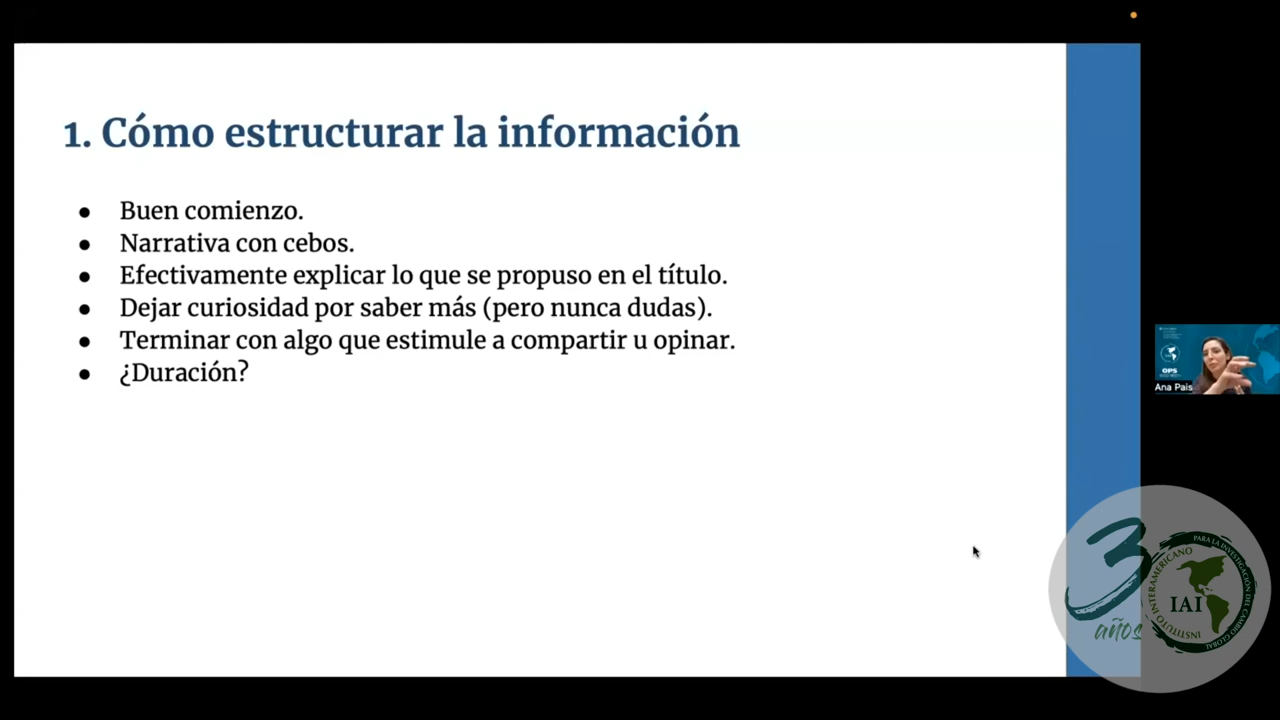 1. Cómo estructurar la información
● Buen comienzo.
● Narrativa con cebos.
● Efectivamente explicar lo que se propuso en el título.
● Dejar curiosidad por saber más (pero nunca dudas).
● Terminar con algo que estimule a compartir u opinar.
● ¿Duración?
OPS
Ana Pais
30
años
INSTITUTO INTERAMERICANO
PARA LA INVESTIGACIÓN DEL CAMBIO GLOBAL
IAI